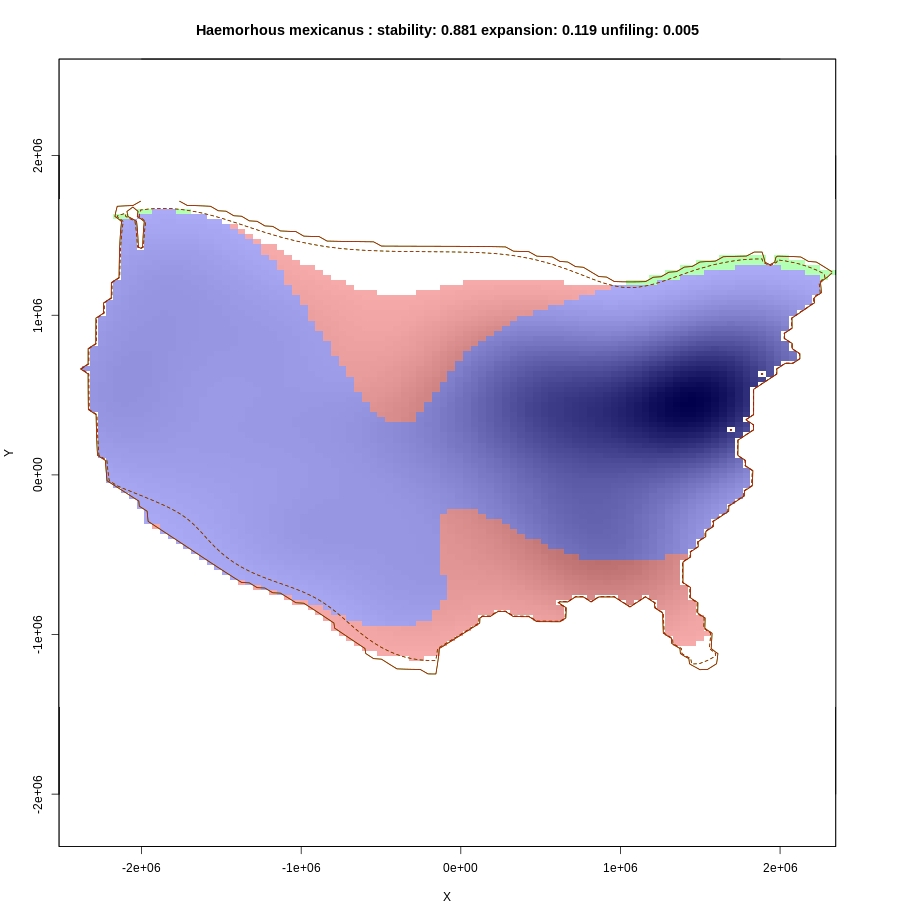 Haemorhous mexicanus : stability: 0.881 expansion: 0.119 unfiling: 0.005
2e+06
1e+06
0e+00
-1e+06
-2e+06
Y
-2e+06 -1e+06 0e+00 1e+06 2e+06
X